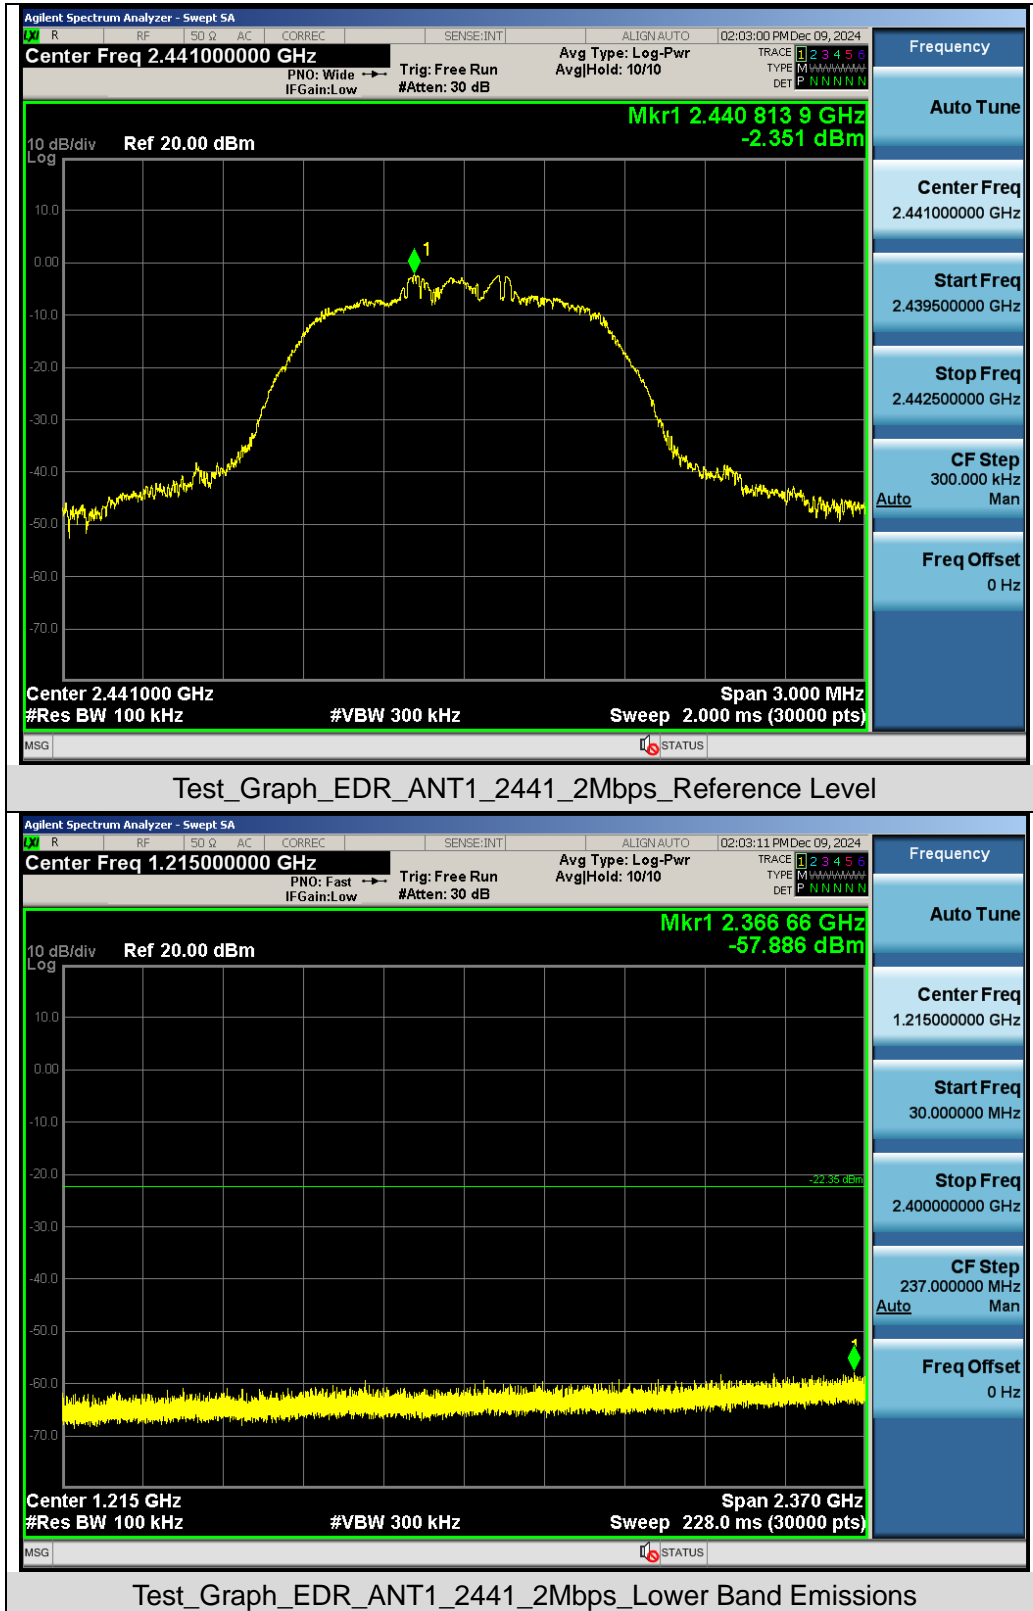 Agilent Spectrum Analyzer - Swept SA
LXI R RF 50 Ω AC CORREC SENSE:INT ALIGN AUTO 02:03:00 PM Dec 09, 2024
Center Freq 2.441000000 GHz
PNO: Wide
IFGain:Low
Trig: Free Run
#Atten: 30 dB
Avg Type: Log-Pwr
Avg|Hold: 10/10
TRACE 1 2 3 4 5 6
TYPE M WWWWW
DET P N N N N N
Frequency
Auto Tune
Center Freq
2.441000000 GHz
Start Freq
2.439500000 GHz
Stop Freq
2.442500000 GHz
CF Step
300.000 kHz
Auto Man
Freq Offset
0 Hz
Mkr1 2.440 813 9 GHz
-2.351 dBm
10 dB/div Ref 20.00 dBm
Log
10.0
1
0.00
-10.0
-20.0
-30.0
-40.0
-50.0
-60.0
-70.0
Center 2.441000 GHz Span 3.000 MHz
#Res BW 100 kHz #VBW 300 kHz Sweep 2.000 ms (30000 pts)
MSG STATUS
Test_Graph_EDR_ANT1_2441_2Mbps_Reference Level
Agilent Spectrum Analyzer - Swept SA
LXI R RF 50 Ω AC CORREC SENSE:INT ALIGN AUTO 02:03:11 PM Dec 09, 2024
Center Freq 1.215000000 GHz
PNO: Fast
IFGain:Low
Trig: Free Run
#Atten: 30 dB
Avg Type: Log-Pwr
Avg|Hold: 10/10
TRACE 1 2 3 4 5 6
TYPE M WWWWW
DET P N N N N N
Frequency
Auto Tune
Center Freq
1.215000000 GHz
Start Freq
30.000000 MHz
Stop Freq
2.400000000 GHz
CF Step
237.000000 MHz
Auto Man
Freq Offset
0 Hz
Mkr1 2.366 66 GHz
-57.886 dBm
10 dB/div Ref 20.00 dBm
Log
10.0
0.00
-10.0
-20.0
-22.35 dBm
-30.0
-40.0
-50.0
1
-60.0
-70.0
Center 1.215 GHz Span 2.370 GHz
#Res BW 100 kHz #VBW 300 kHz Sweep 228.0 ms (30000 pts)
MSG STATUS
Test_Graph_EDR_ANT1_2441_2Mbps_Lower Band Emissions